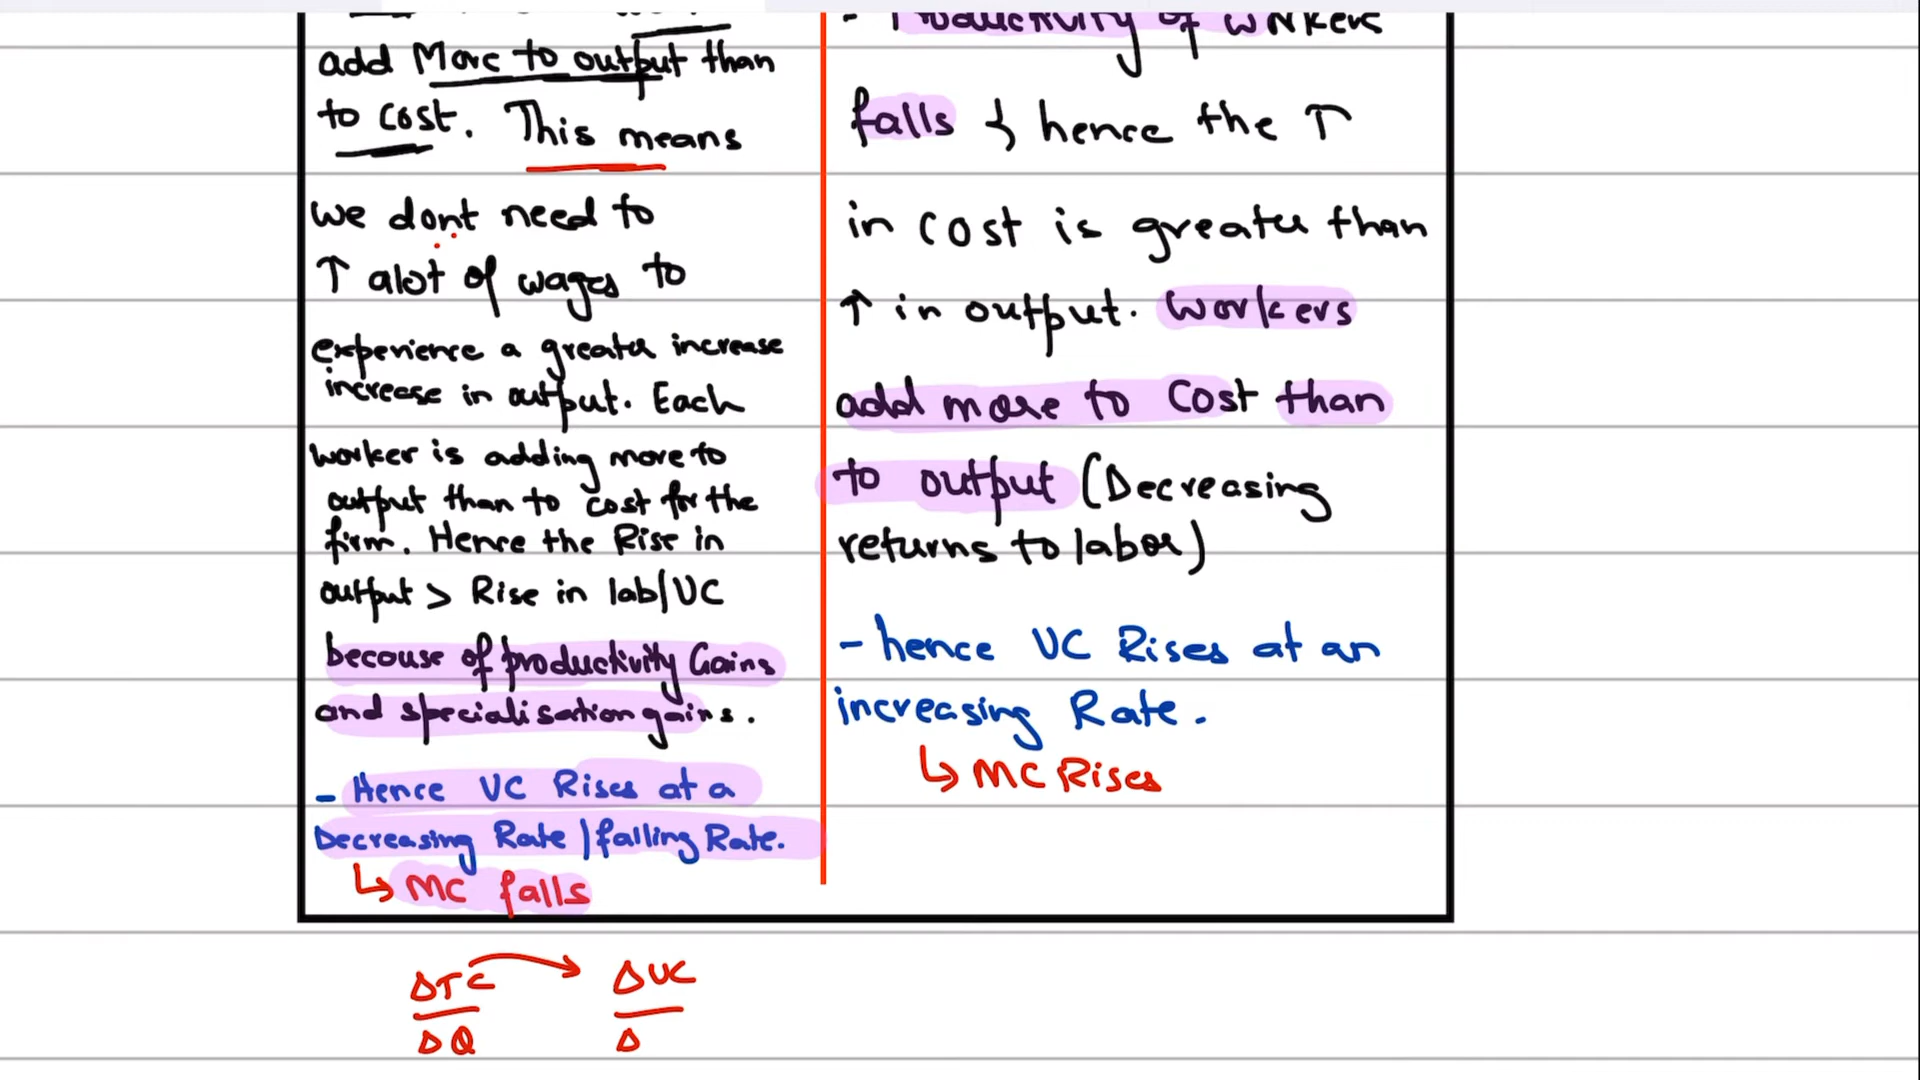 add More to output than
to cost. This means
we dont need to
↑ alot of wages to
experience a greater increase
increase in output. Each
worker is adding more to
output than to cost for the
firm. Hence the Rise in
output > Rise in lab/VC
becouse of productivity Gains
and specialisation gains.
- Hence VC Rises at a
Decreasing Rate/falling Rate.
↳ MC falls
- Productivity of workers
falls } hence the ↑
in cost is greater than
↑ in output. Workers
add more to cost than
to output (Decreasing
returns to labor)
- hence VC Rises at an
increasing Rate.
↳ MC Rises
ΔTC → ΔVC
ΔQ Δ